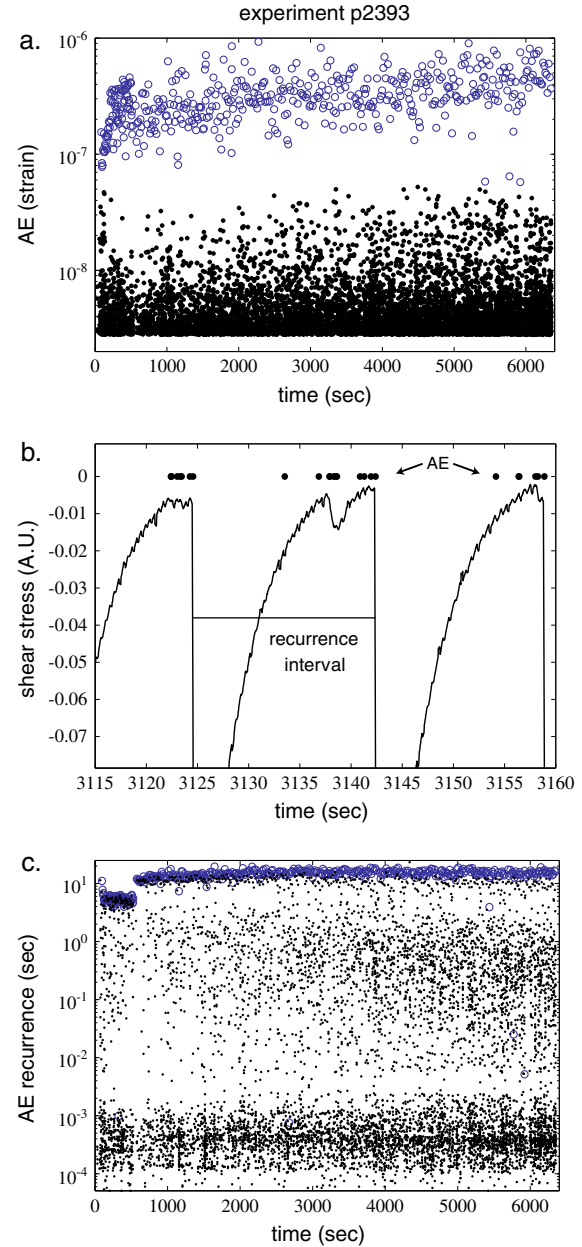 experiment p2393
a.
10⁻⁶
10⁻⁷
10⁻⁸
AE (strain)
0 1000 2000 3000 4000 5000 6000
time (sec)
b.
0
-0.01
-0.02
-0.03
-0.04
-0.05
-0.06
-0.07
shear stress (A.U.)
AE
recurrence
interval
3115 3120 3125 3130 3135 3140 3145 3150 3155 3160
time (sec)
c.
10¹
10⁰
10⁻¹
10⁻²
10⁻³
10⁻⁴
AE recurrence (sec)
0 1000 2000 3000 4000 5000 6000
time (sec)